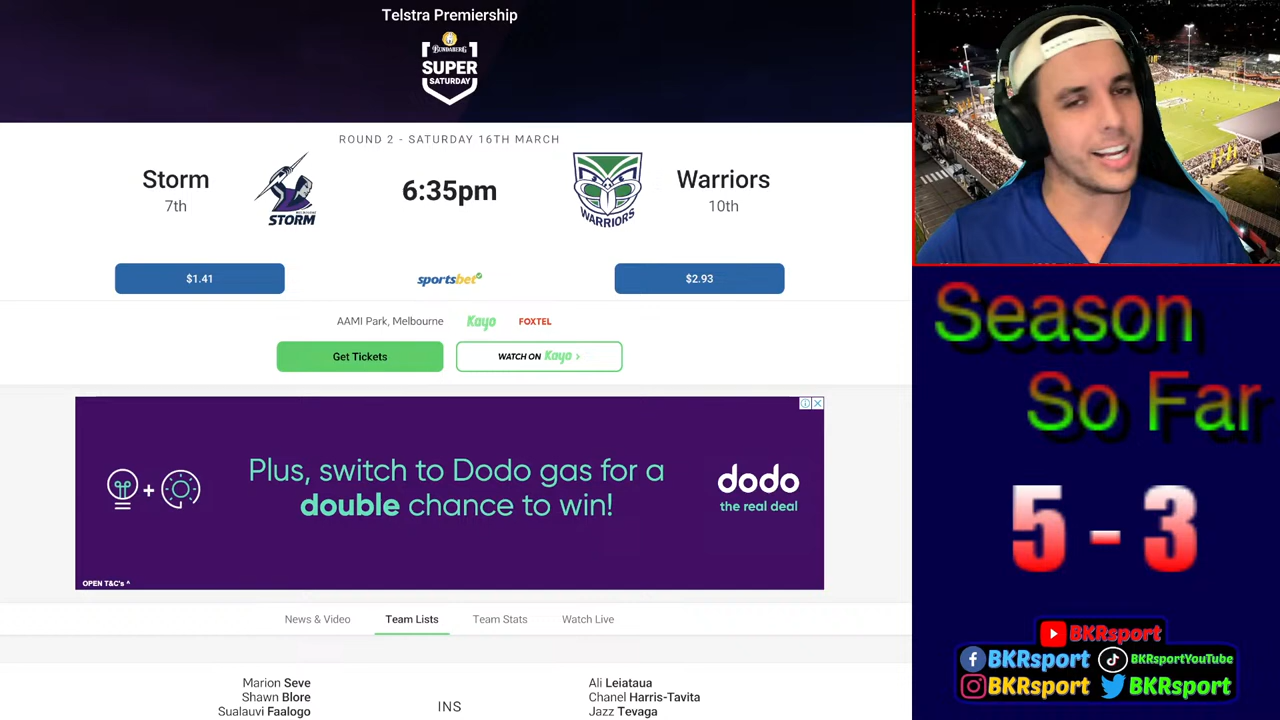 Telstra Premiership
BUNDABERG
SUPER
SATURDAY
ROUND 2 - SATURDAY 16TH MARCH
Storm
7th
STORM
6:35pm
WARRIORS
Warriors
10th
$1.41
sportsbet
$2.93
AAMI Park, Melbourne
Kayo
FOXTEL
Get Tickets
WATCH ON Kayo >
Plus, switch to Dodo gas for a
double chance to win!
dodo
the real deal
OPEN T&C's ^
News & Video
Team Lists
Team Stats
Watch Live
Marion Seve
Shawn Blore
Sualauvi Faalogo
INS
Ali Leiataua
Chanel Harris-Tavita
Jazz Tevaga
Season
So Far
5 - 3
BKRsport
BKRsport
BKRsportYouTube
BKRsport
BKRsport